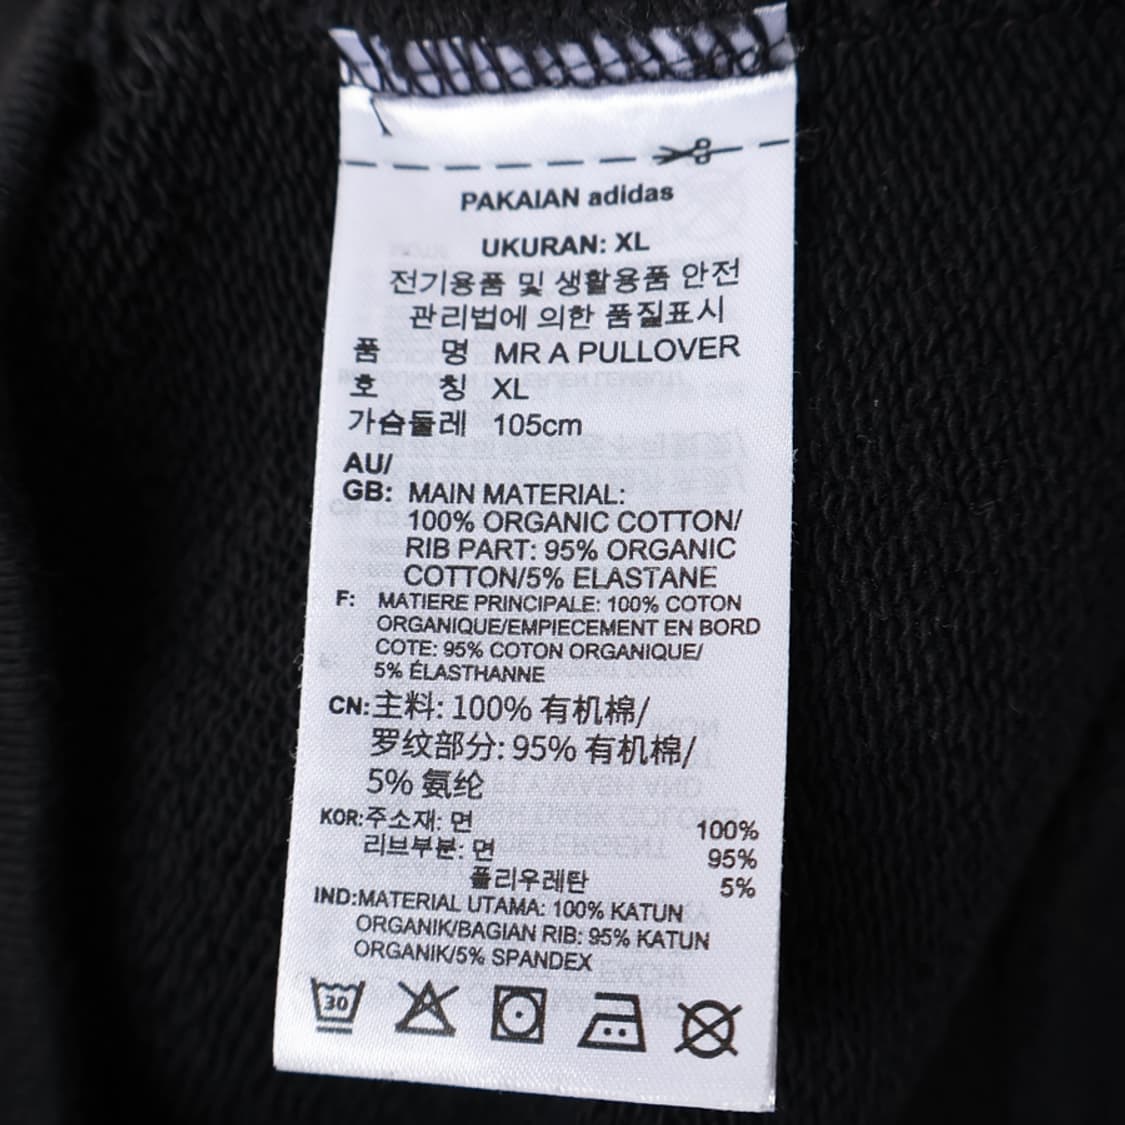 PAKAIAN adidas
UKURAN: XL
전기용품 및 생활용품 안전
관리법에 의한 품질표시
품 명 MR A PULLOVER
호 칭 XL
가슴둘레 105cm
AU/
GB: MAIN MATERIAL:
100% ORGANIC COTTON/
RIB PART: 95% ORGANIC
COTTON/5% ELASTANE
F: MATIERE PRINCIPALE: 100% COTON
ORGANIQUE/EMPIECEMENT EN BORD
COTE: 95% COTON ORGANIQUE/
5% ÉLASTHANNE
CN: 主料: 100% 有机棉/
罗纹部分: 95% 有机棉/
5% 氨纶
KOR: 주소재: 면 100%
리브부분: 면 95%
폴리우레탄 5%
IND: MATERIAL UTAMA: 100% KATUN
ORGANIK/BAGIAN RIB: 95% KATUN
ORGANIK/5% SPANDEX
30